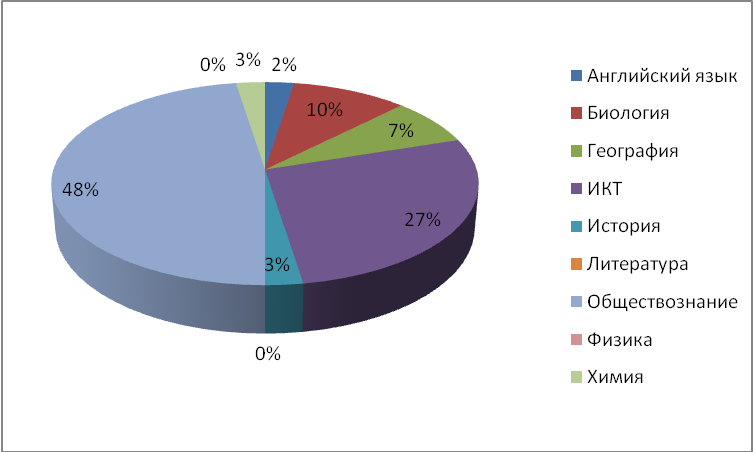 0%
3%
2%
10%
7%
48%
27%
3%
0%
Английский язык
Биология
География
ИКТ
История
Литература
Обществознание
Физика
Химия